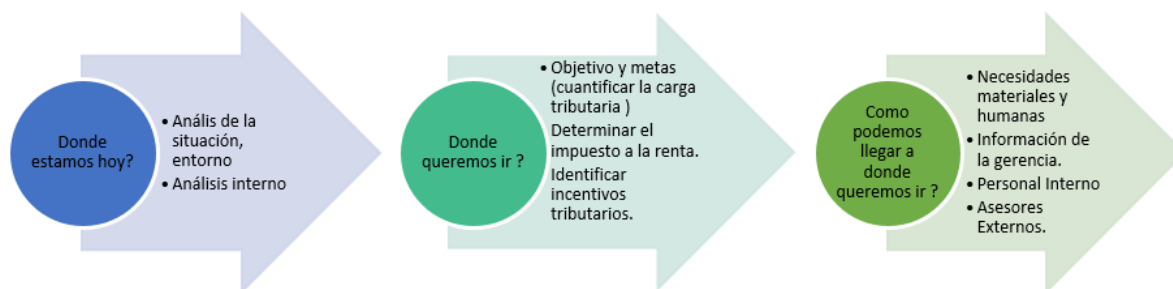 Donde
estamos hoy?
• Anális de la
situación,
entorno
• Análisis interno
Donde
queremos ir ?
• Objetivo y metas
(cuantificar la carga
tributaria )
Determinar el
impuesto a la renta.
Identificar
incentivos
tributarios.
Como
podemos
llegar a
donde
queremos ir ?
• Necesidades
materiales y
humanas
• Información de
la gerencia.
• Personal Interno
• Asesores
Externos.